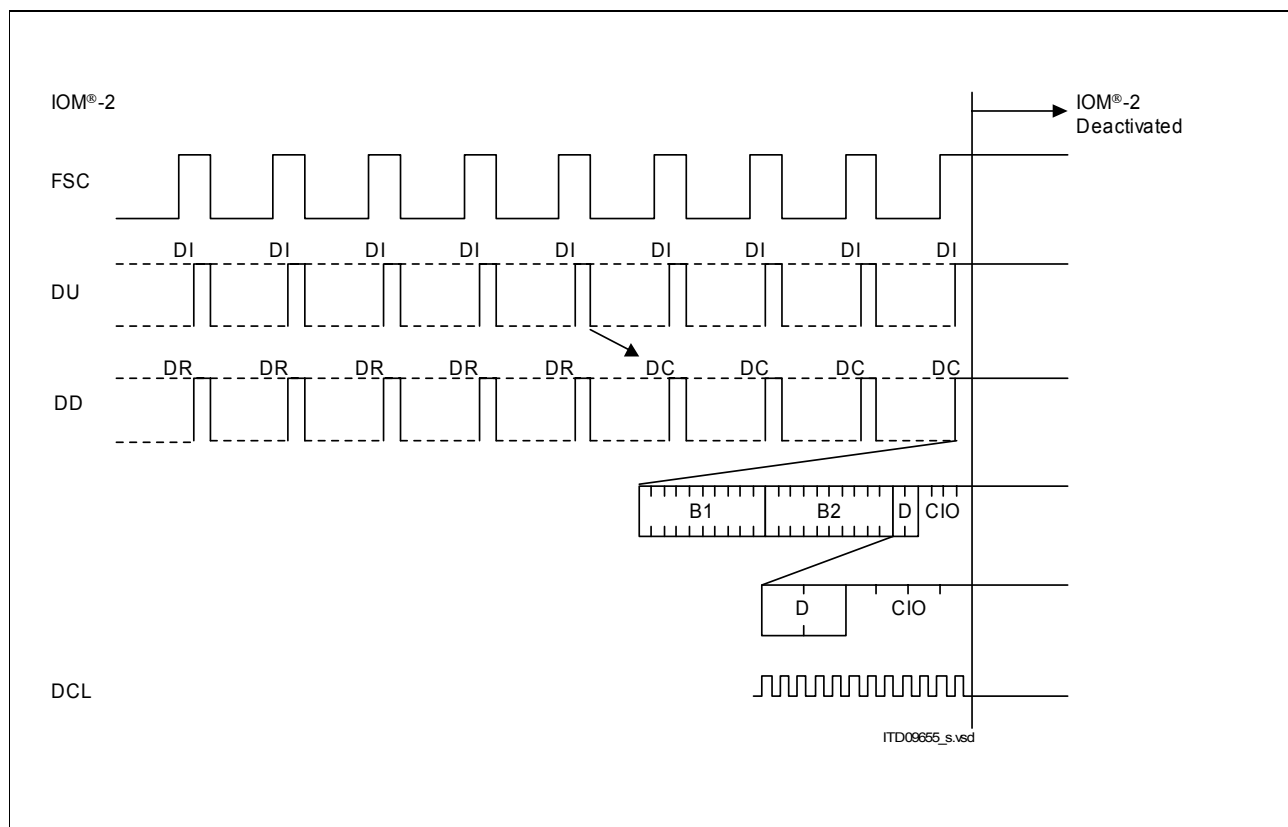 IOM®-2
IOM®-2
Deactivated
FSC
DI DI DI DI DI DI DI DI DI
DU
DR DR DR DR DR DC DC DC DC
DD
B1 B2 D CIO
D CIO
DCL
ITD09655_s.vsd